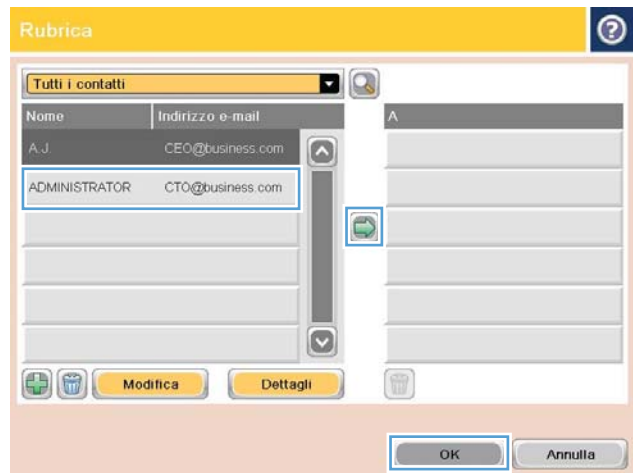 Rubrica
Tutti i contatti
Nome Indirizzo e-mail A
A.J. CEO@business.com
ADMINISTRATOR CTO@business.com
Modifica Dettagli
OK Annulla